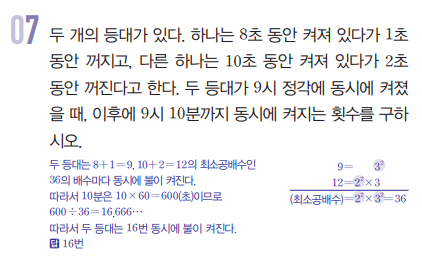 07
두 개의 등대가 있다. 하나는 8초 동안 켜져 있다가 1초
동안 꺼지고, 다른 하나는 10초 동안 켜져 있다가 2초
동안 꺼진다고 한다. 두 등대가 9시 정각에 동시에 켜졌
을 때, 이후에 9시 10분까지 동시에 켜지는 횟수를 구하
시오.
두 등대는 8+1=9, 10+2=12의 최소공배수인
36의 배수마다 동시에 불이 켜진다.
따라서 10분은 10×60=600(초)이므로
600÷36=16.666⋯
따라서 두 등대는 16번 동시에 불이 켜진다.
답 16번
9= 3²
12=2²×3
(최소공배수)=2²×3²=36